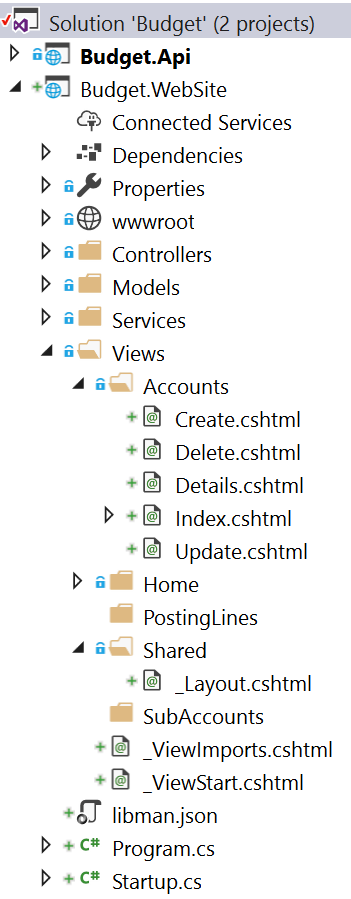 Solution 'Budget' (2 projects)
Budget.Api
Budget.WebSite
Connected Services
Dependencies
Properties
wwwroot
Controllers
Models
Services
Views
Accounts
@ Create.cshtml
@ Delete.cshtml
@ Details.cshtml
@ Index.cshtml
@ Update.cshtml
Home
PostingLines
Shared
@ _Layout.cshtml
SubAccounts
@ _ViewImports.cshtml
@ _ViewStart.cshtml
libman.json
C# Program.cs
C# Startup.cs